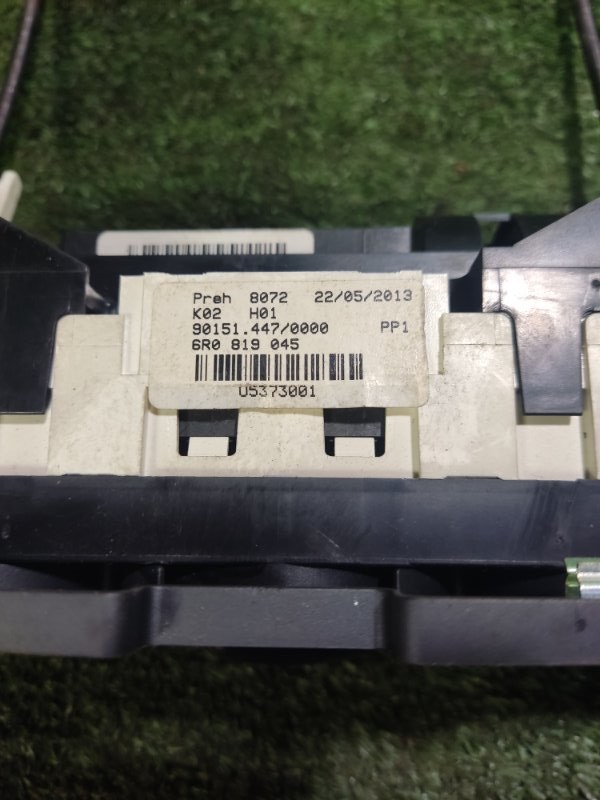 Preh 8072 22/05/2013
K02 H01
90151.447/0000 PP1
6R0 819 045
U5373001